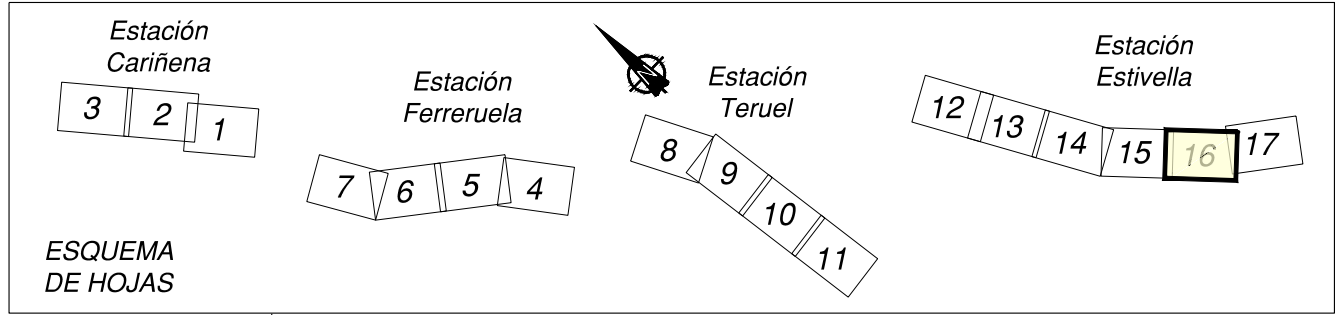 Estación
Cariñena
3 2 1
Estación
Ferreruela
7 6 5 4
Estación
Teruel
8 9 10 11
Estación
Estivella
12 13 14 15 16 17
ESQUEMA
DE HOJAS